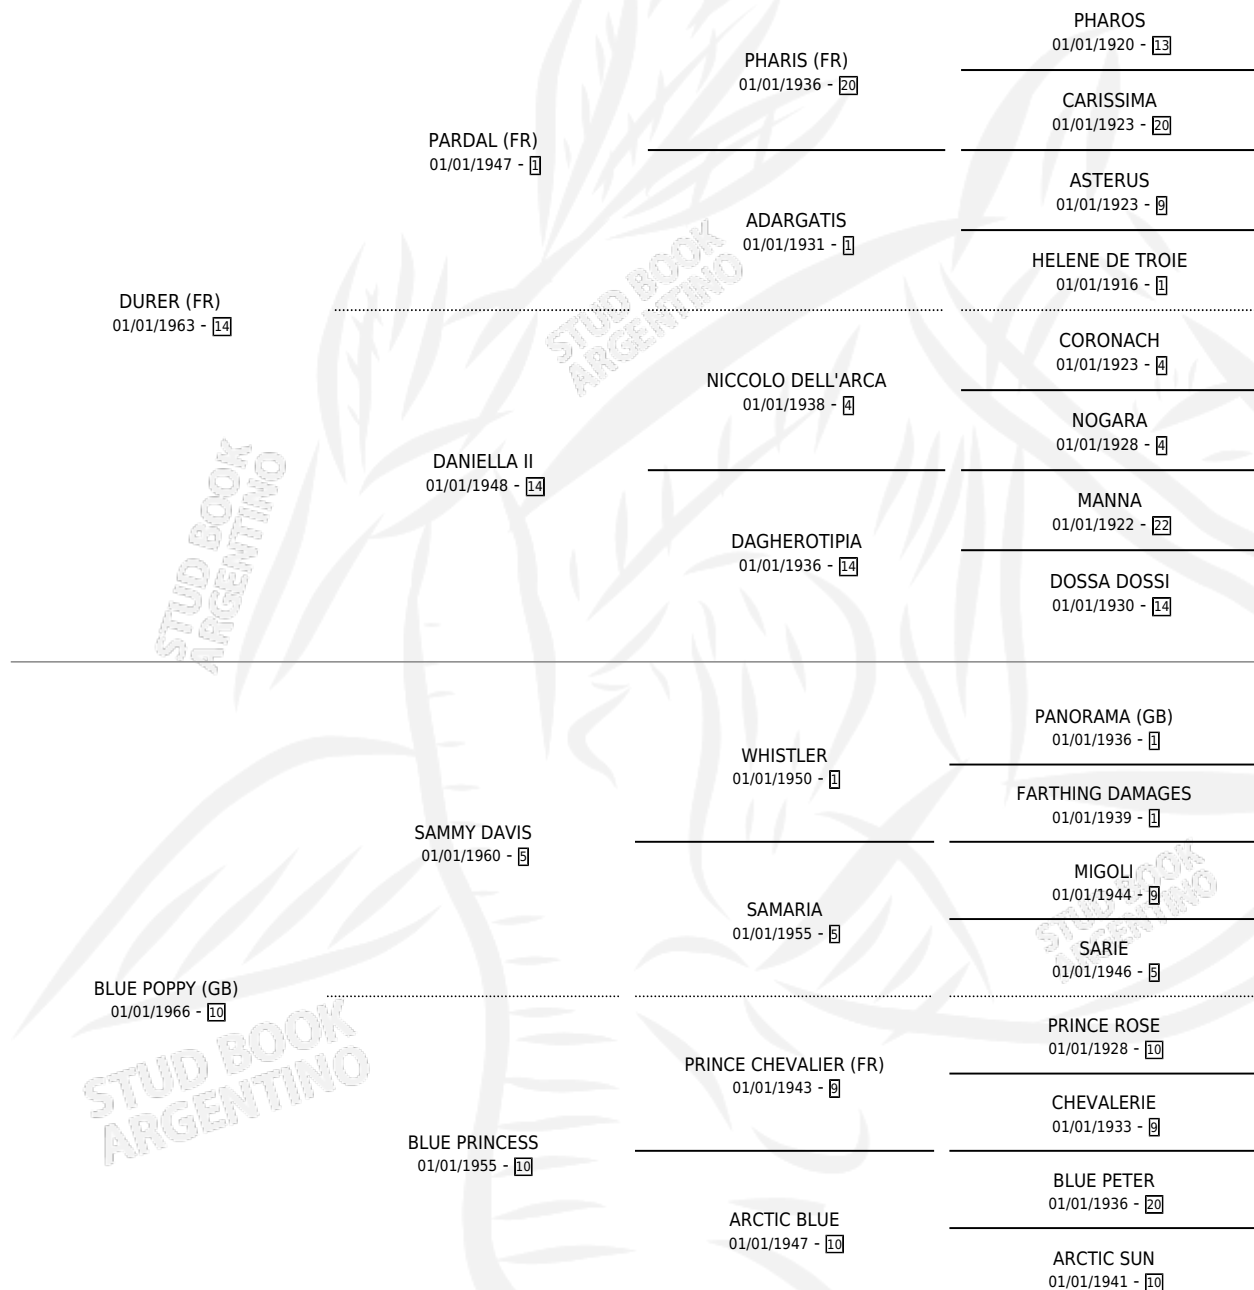 PHAROS
01/01/1920 - 13
PHARIS (FR)
01/01/1936 - 20
CARISSIMA
01/01/1923 - 20
PARDAL (FR)
01/01/1947 - 1
ASTERUS
01/01/1923 - 9
ADARGATIS
01/01/1931 - 1
HELENE DE TROIE
01/01/1916 - 1
DURER (FR)
01/01/1963 - 14
CORONACH
01/01/1923 - 4
NICCOLO DELL'ARCA
01/01/1938 - 4
NOGARA
01/01/1928 - 4
DANIELLA II
01/01/1948 - 14
MANNA
01/01/1922 - 22
DAGHEROTIPIA
01/01/1936 - 14
DOSSA DOSSI
01/01/1930 - 14
STUD BOOK
ARGENTINO
STUD BOOK
ARGENTINO
PANORAMA (GB)
01/01/1936 - 1
WHISTLER
01/01/1950 - 1
FARTHING DAMAGES
01/01/1939 - 1
SAMMY DAVIS
01/01/1960 - 5
MIGOLI
01/01/1944 - 9
SAMARIA
01/01/1955 - 5
SARIE
01/01/1946 - 5
BLUE POPPY (GB)
01/01/1966 - 10
PRINCE ROSE
01/01/1928 - 10
PRINCE CHEVALIER (FR)
01/01/1943 - 9
CHEVALERIE
01/01/1933 - 9
BLUE PRINCESS
01/01/1955 - 10
BLUE PETER
01/01/1936 - 20
ARCTIC BLUE
01/01/1947 - 10
ARCTIC SUN
01/01/1941 - 10
STUD BOOK
ARGENTINO
STUD BOOK
ARGENTINO